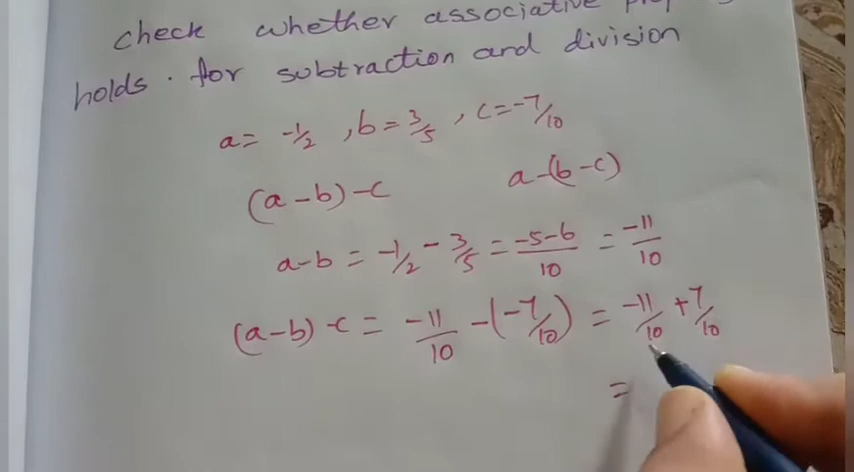 check whether associative
holds. for subtraction and division
a = -1/2, b = 3/5, c = -7/10
(a-b)-c a-(b-c)
a-b = -1/2 - 3/5 = -5-6/10 = -11/10
(a-b)-c = -11/10 -(-7/10) = -11/10 + 7/10
=